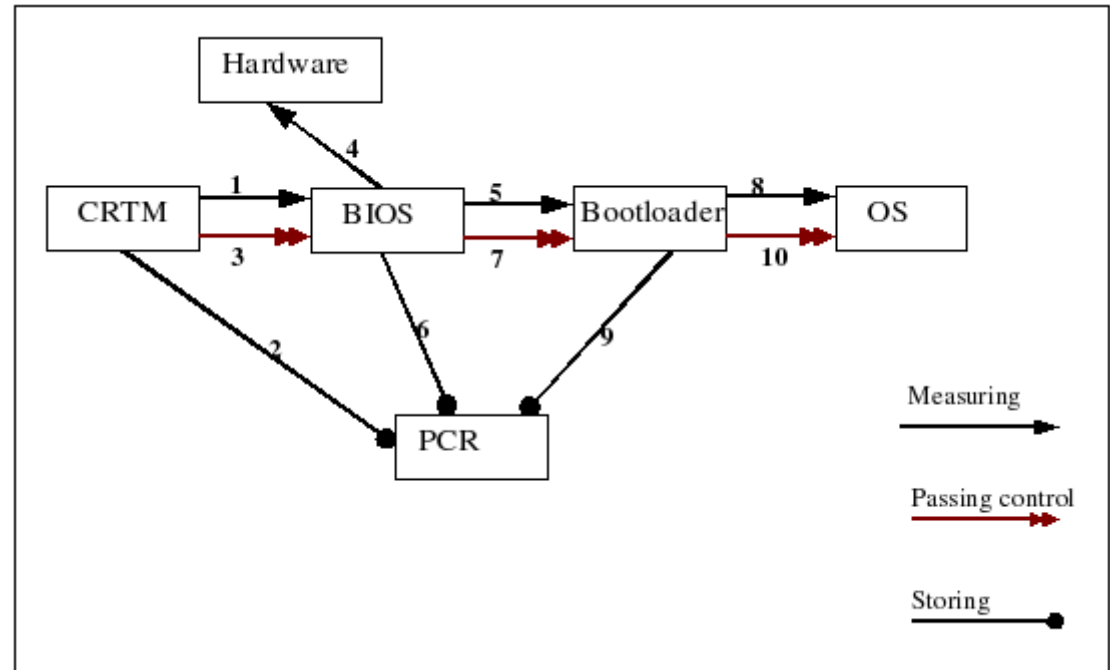 Hardware
4
1
5
8
CRTM
BIOS
Bootloader
OS
3
7
10
2
6
9
PCR
Measuring
Passing control
Storing